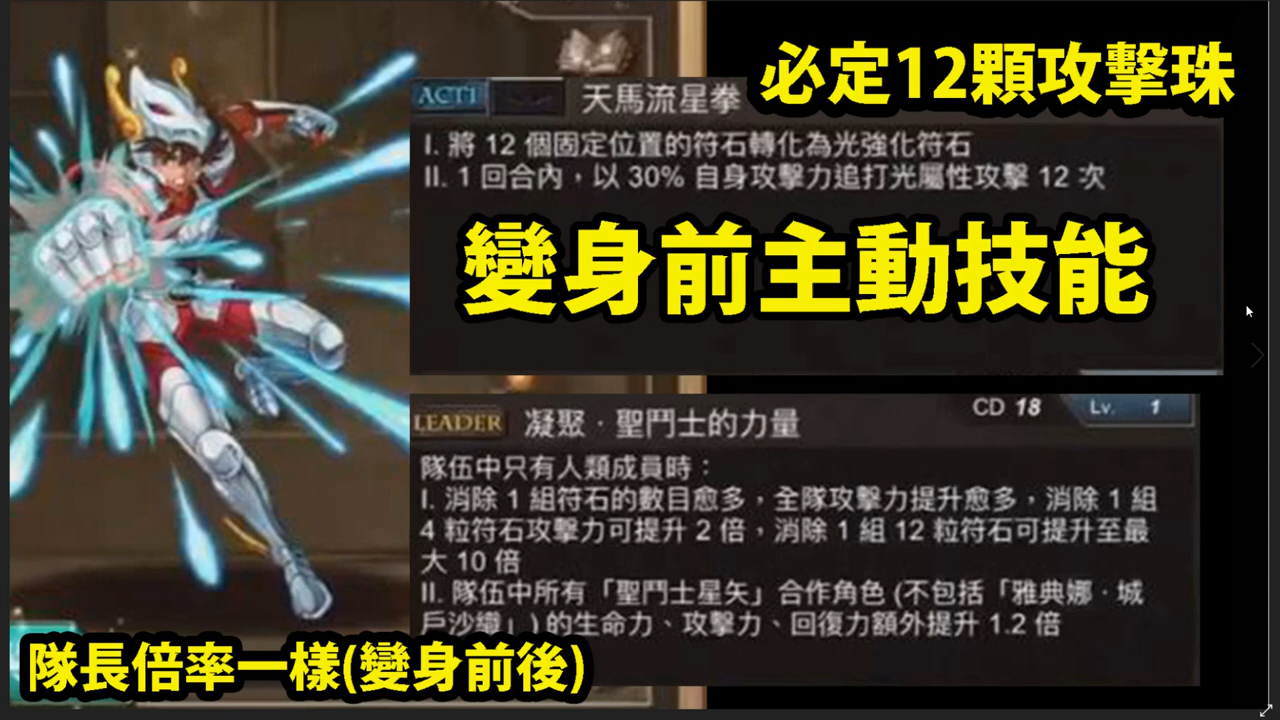 必定12顆攻擊珠
ACT1
天馬流星拳
I. 將 12 個固定位置的符石轉化為光強化符石
II. 1 回合內，以 30% 自身攻擊力追打光屬性攻擊 12 次
變身前主動技能
CD 18
Lv. 1
LEADER
凝聚．聖鬥士的力量
隊伍中只有人類成員時：
I. 消除 1 組符石的數目愈多，全隊攻擊力提升愈多，消除 1 組
4 粒符石攻擊力可提升 2 倍，消除 1 組 12 粒符石可提升至最
大 10 倍
II. 隊伍中所有「聖鬥士星矢」合作角色 (不包括「雅典娜．城
戶沙織」) 的生命力、攻擊力、回復力額外提升 1.2 倍
隊長倍率一樣(變身前後)